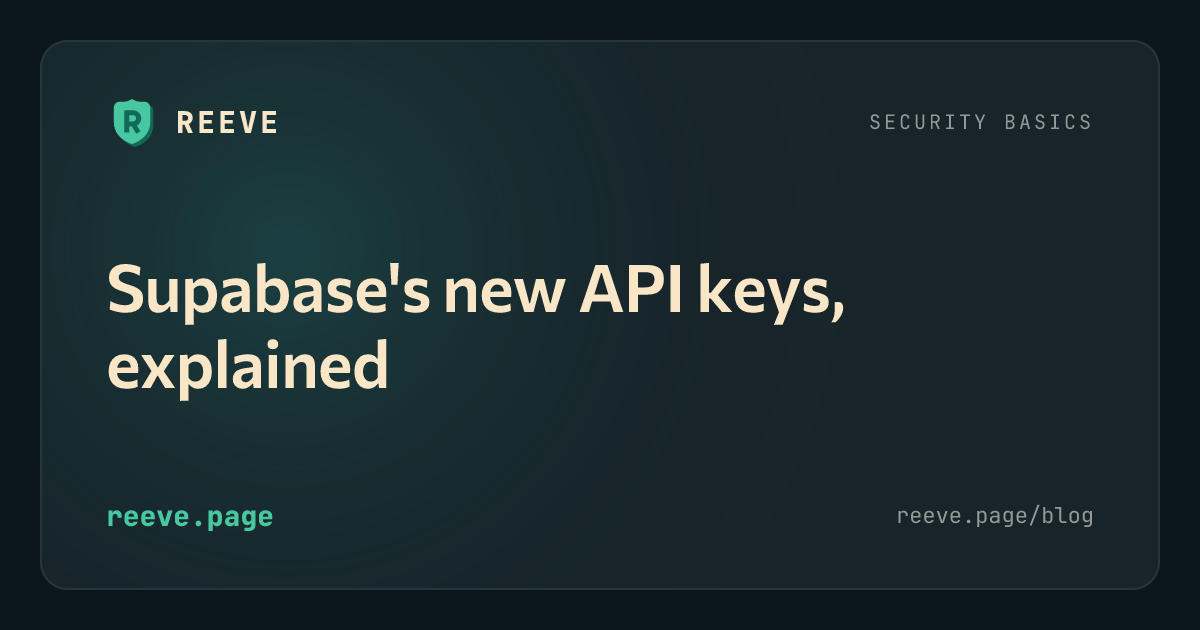 R REEVE
SECURITY BASICS
Supabase's new API keys,
explained
reeve.page
reeve.page/blog